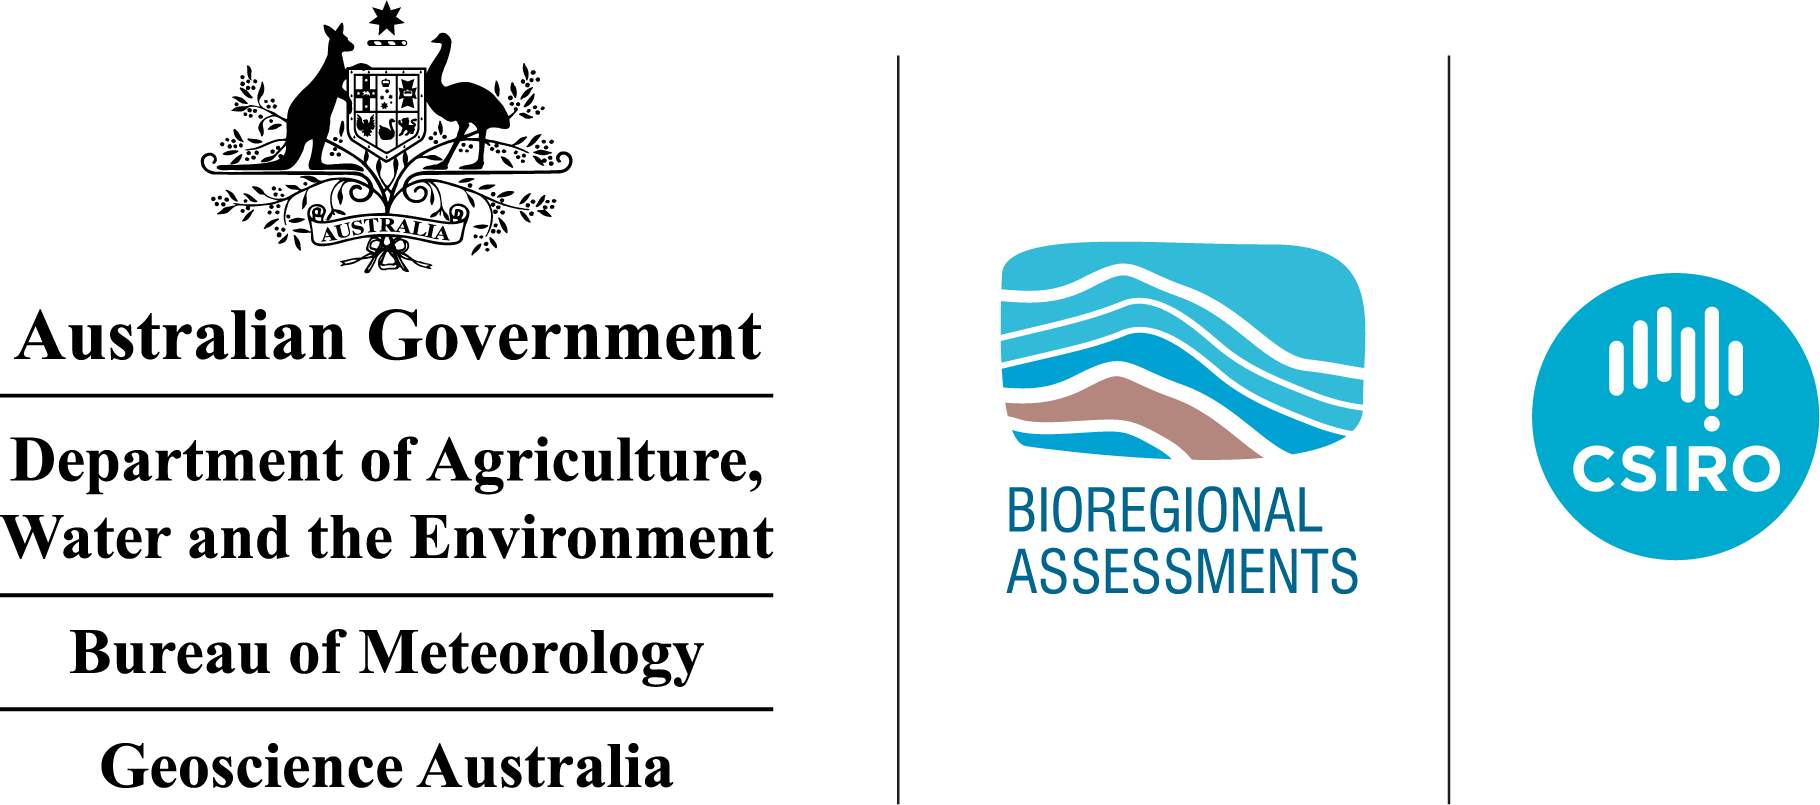 AUSTRALIA
Australian Government
Department of Agriculture,
Water and the Environment
Bureau of Meteorology
Geoscience Australia
BIOREGIONAL
ASSESSMENTS
CSIRO